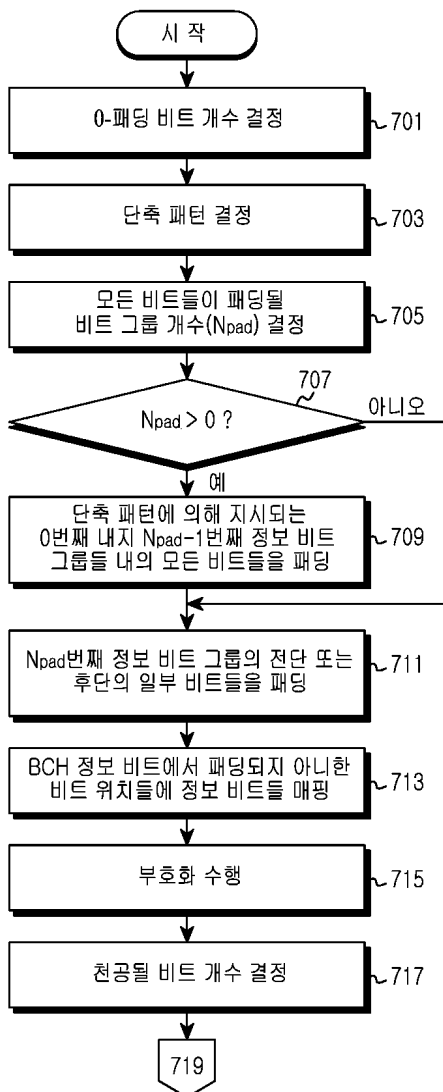 시 작
0-패딩 비트 개수 결정
701
단축 패턴 결정
703
모든 비트들이 패딩될
비트 그룹 개수(Npad) 결정
705
707
Npad > 0 ?
아니오
예
단축 패턴에 의해 지시되는
0번째 내지 Npad-1번째 정보 비트
그룹들 내의 모든 비트들을 패딩
709
Npad번째 정보 비트 그룹의 전단 또는
후단의 일부 비트들을 패딩
711
BCH 정보 비트에서 패딩되지 아니한
비트 위치들에 정보 비트들 매핑
713
부호화 수행
715
천공될 비트 개수 결정
717
719